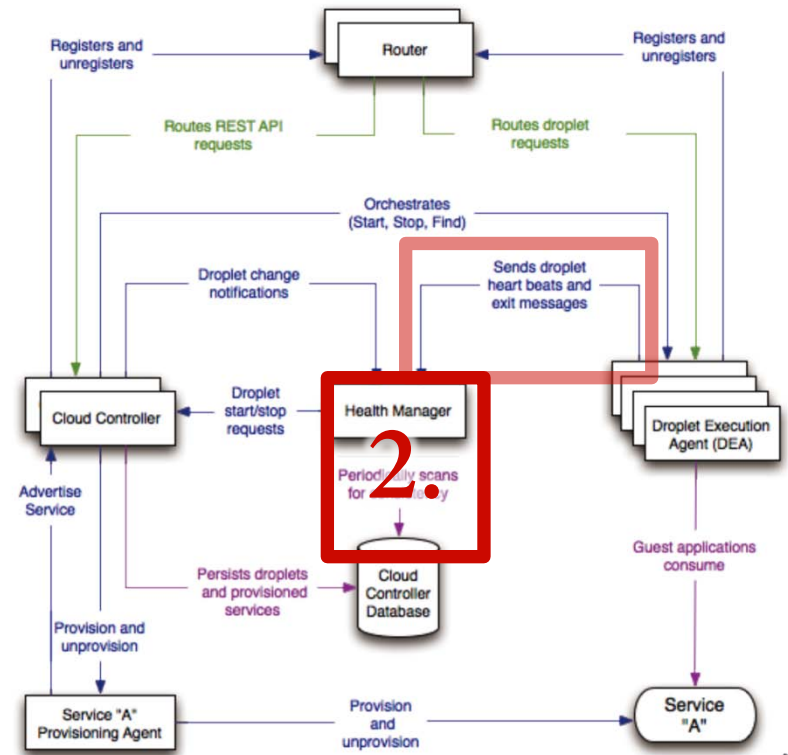 Registers and
unregisters
Router
Registers and
unregisters
Routes REST API
requests
Routes droplet
requests
Orchestrates
(Start, Stop, Find)
Droplet change
notifications
Sends droplet
heart beats and
exit messages
Cloud Controller
Droplet
start/stop
requests
Health Manager
Droplet Execution
Agent (DEA)
2.
scans
for
Advertise
Service
Guest applications
consume
Persists droplets
and provisioned
services
Cloud
Controller
Database
Provision and
unprovision
Service "A"
Provisioning Agent
Provision
and
unprovision
Service
"A"